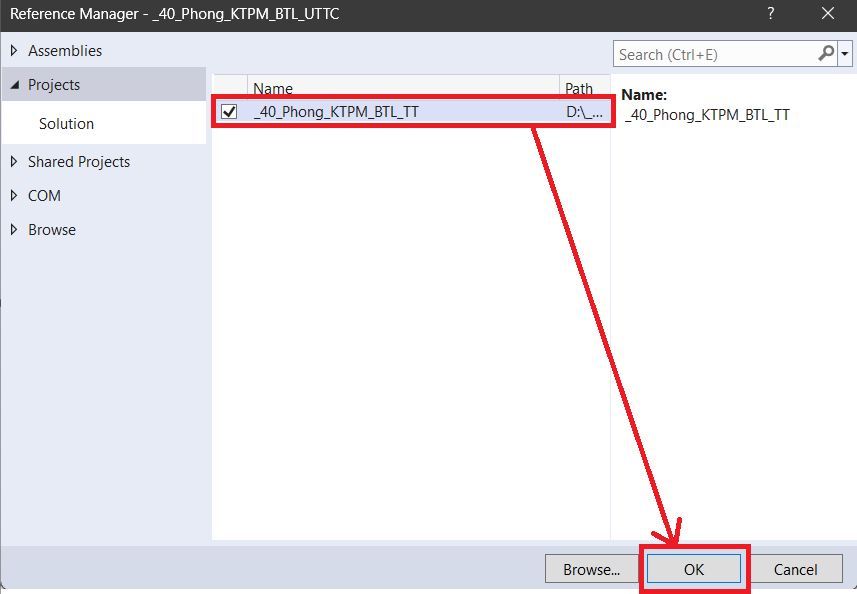 Reference Manager - _40_Phong_KTPM_BTL_UTTC
?
Assemblies
Projects
Solution
Shared Projects
COM
Browse
Name
Path
_40_Phong_KTPM_BTL_TT
D:\_...
Search (Ctrl+E)
Name:
_40_Phong_KTPM_BTL_TT
Browse...
OK
Cancel